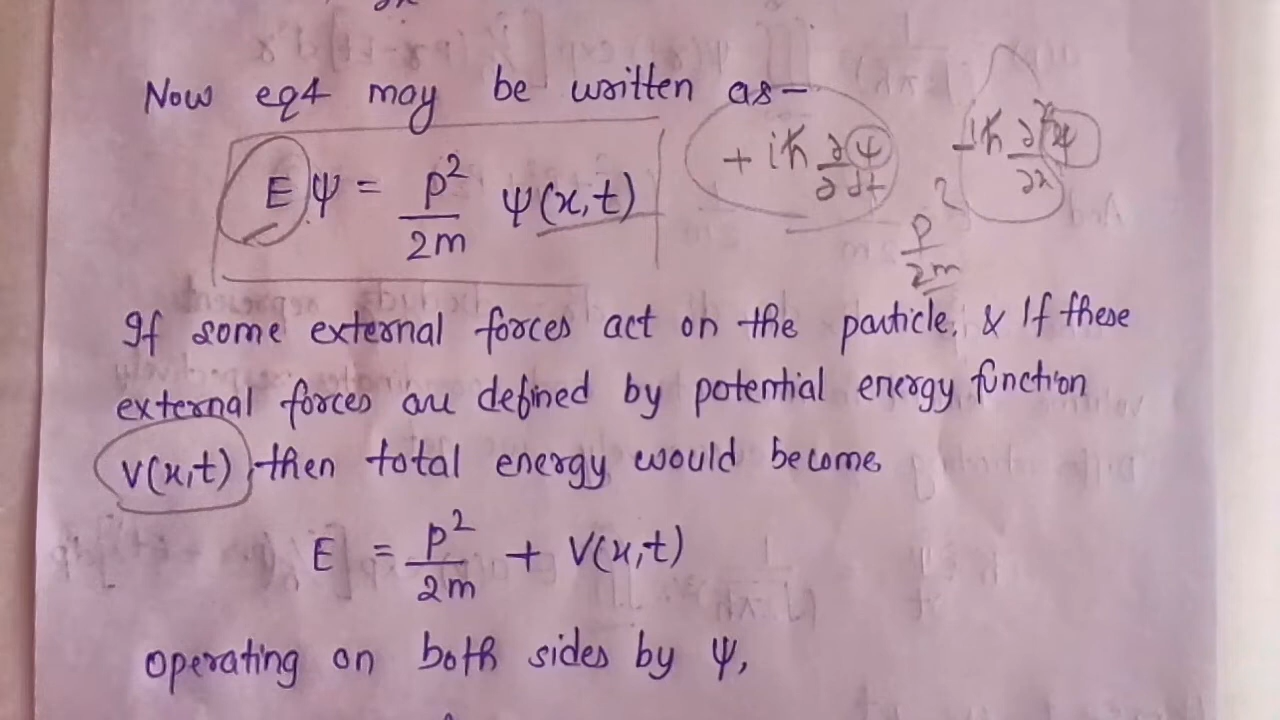 Now eq4 may be written as-
Eψ = p²/2m ψ(x,t)
+ iℏ ∂ψ/∂dt
-iℏ ∂²ψ/∂x
p²/2m
If some external forces act on the particle, & If these
external forces are defined by potential energy function
V(x,t) then total energy would become
E = p²/2m + V(x,t)
operating on both sides by ψ,